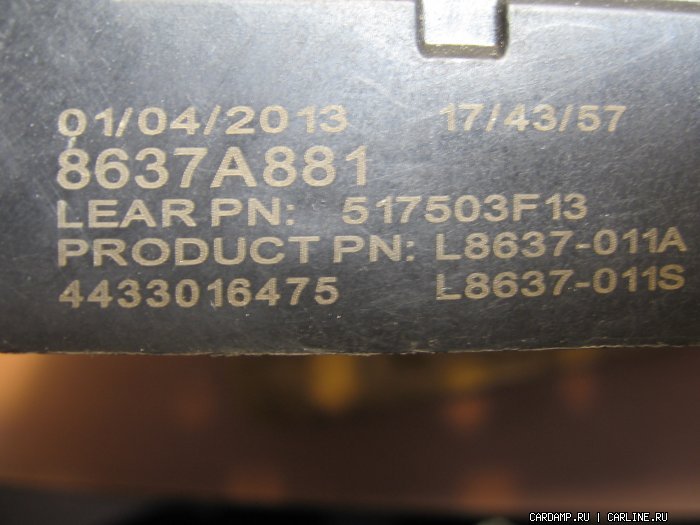 01/04/2013 17/43/57
8637A881
LEAR PN: 517503F13
PRODUCT PN: L8637-011A
4433016475 L8637-011S
CARDAMP.RU | CARLINE.RU